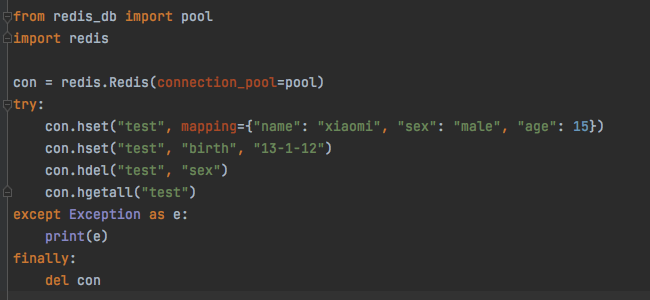 from redis_db import pool
import redis

con = redis.Redis(connection_pool=pool)
try:
    con.hset("test", mapping={"name": "xiaomi", "sex": "male", "age": 15})
    con.hset("test", "birth", "13-1-12")
    con.hdel("test", "sex")
    con.hgetall("test")
except Exception as e:
    print(e)
finally:
    del con